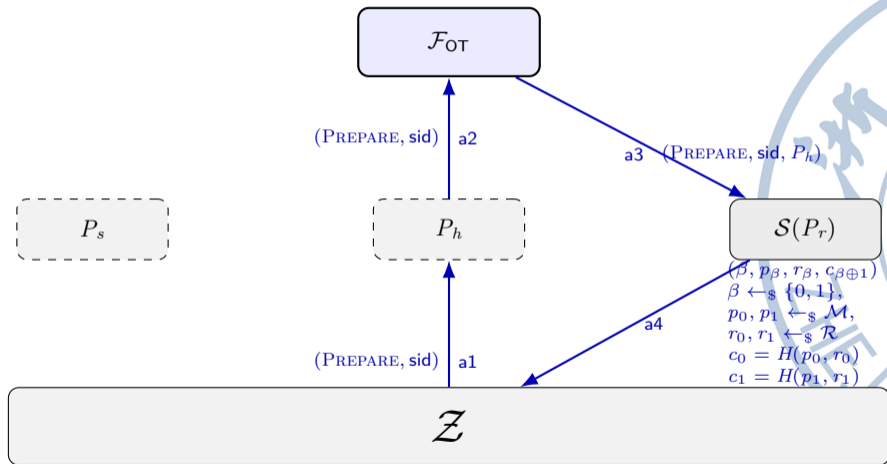 𝓕_OT
(PREPARE, sid)
a2
a3
(PREPARE, sid, P_h)
P_s
P_h
𝒮(P_r)
(β, p_β, r_β, c_{β⊕1})
β ←_$ {0, 1},
p_0, p_1 ←_$ ℳ,
r_0, r_1 ←_$ ℛ
c_0 = H(p_0, r_0)
c_1 = H(p_1, r_1)
a4
(PREPARE, sid)
a1
𝒵
浙